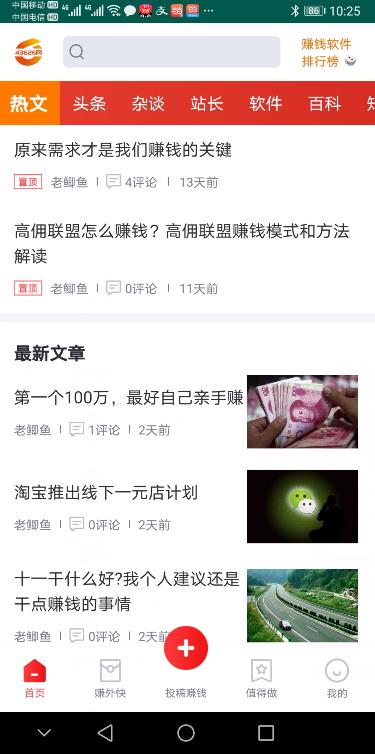 中国移动 HD
中国电信 HD
4G 4G 86 10:25
43626网
赚钱软件
排行榜
热文 头条 杂谈 站长 软件 百科
原来需求才是我们赚钱的关键
置顶 老鲫鱼 4评论 13天前
高佣联盟怎么赚钱？高佣联盟赚钱模式和方法
解读
置顶 老鲫鱼 0评论 11天前
最新文章
第一个100万，最好自己亲手赚
老鲫鱼 1评论 2天前
淘宝推出线下一元店计划
老鲫鱼 0评论 2天前
十一干什么好?我个人建议还是
干点赚钱的事情
老鲫鱼 0评论 2天前
首页 赚外快 投稿赚钱 值得做 我的